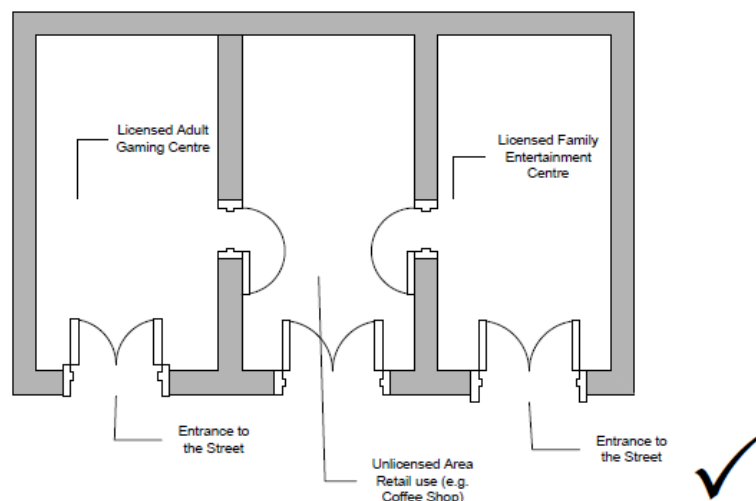 Licensed Adult
Gaming Centre
Licensed Family
Entertainment
Centre
Entrance to
the Street
Unlicensed Area
Retail use (e.g.
Coffee Shop)
Entrance to
the Street